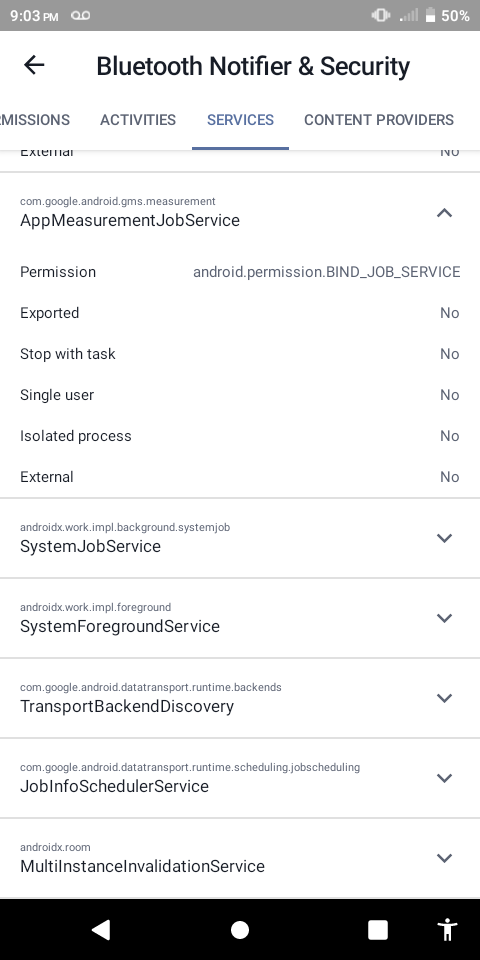 9:03 PM 50%
Bluetooth Notifier & Security
RMISSIONS ACTIVITIES SERVICES CONTENT PROVIDERS
External No
com.google.android.gms.measurement
AppMeasurementJobService
Permission android.permission.BIND_JOB_SERVICE
Exported No
Stop with task No
Single user No
Isolated process No
External No
androidx.work.impl.background.systemjob
SystemJobService
androidx.work.impl.foreground
SystemForegroundService
com.google.android.datatransport.runtime.backends
TransportBackendDiscovery
com.google.android.datatransport.runtime.scheduling.jobscheduling
JobInfoSchedulerService
androidx.room
MultiInstanceInvalidationService